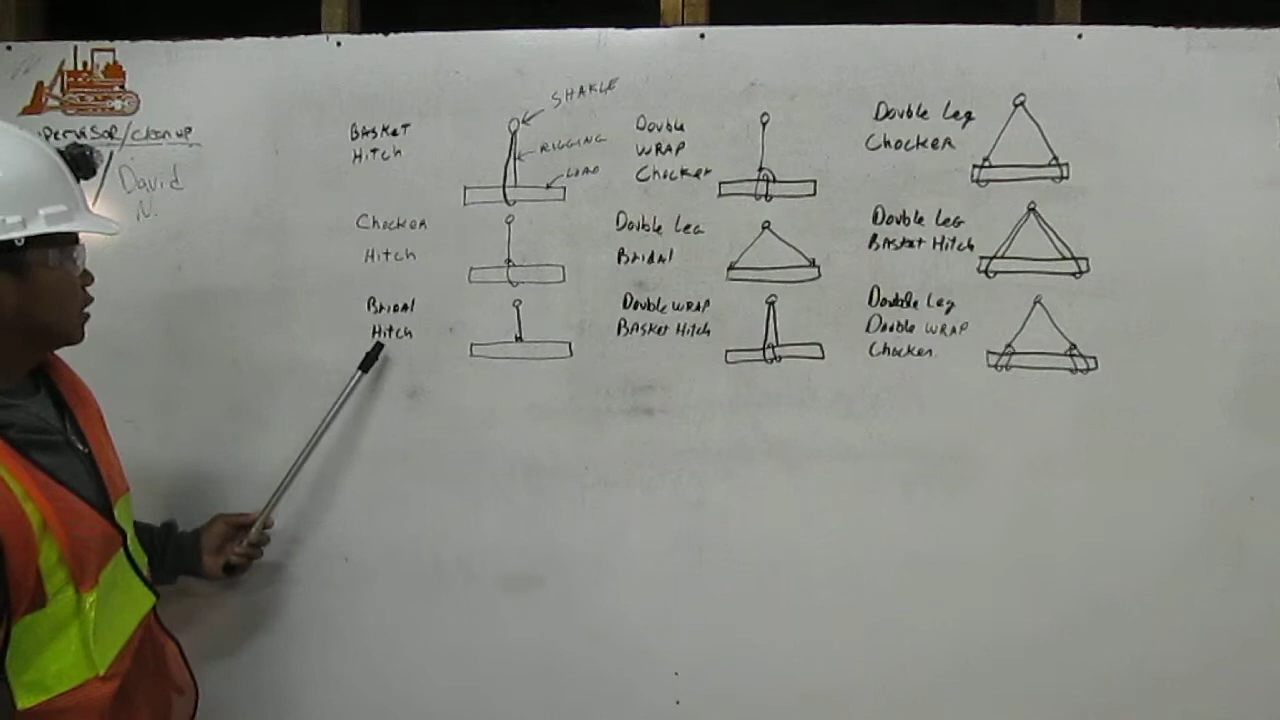 pervisor/clean up
David
N.
BASKET
Hitch
SHAKLE
RIGGING
LOAD
Chocker
Hitch
BRIDAL
Hitch
Double
WRAP
Chocker
Double Leg
BRIDAL
Double WRAP
BASKET Hitch
Double Leg
Chocker
Double Leg
BASKET Hitch
Double Leg
Double WRAP
Chocker